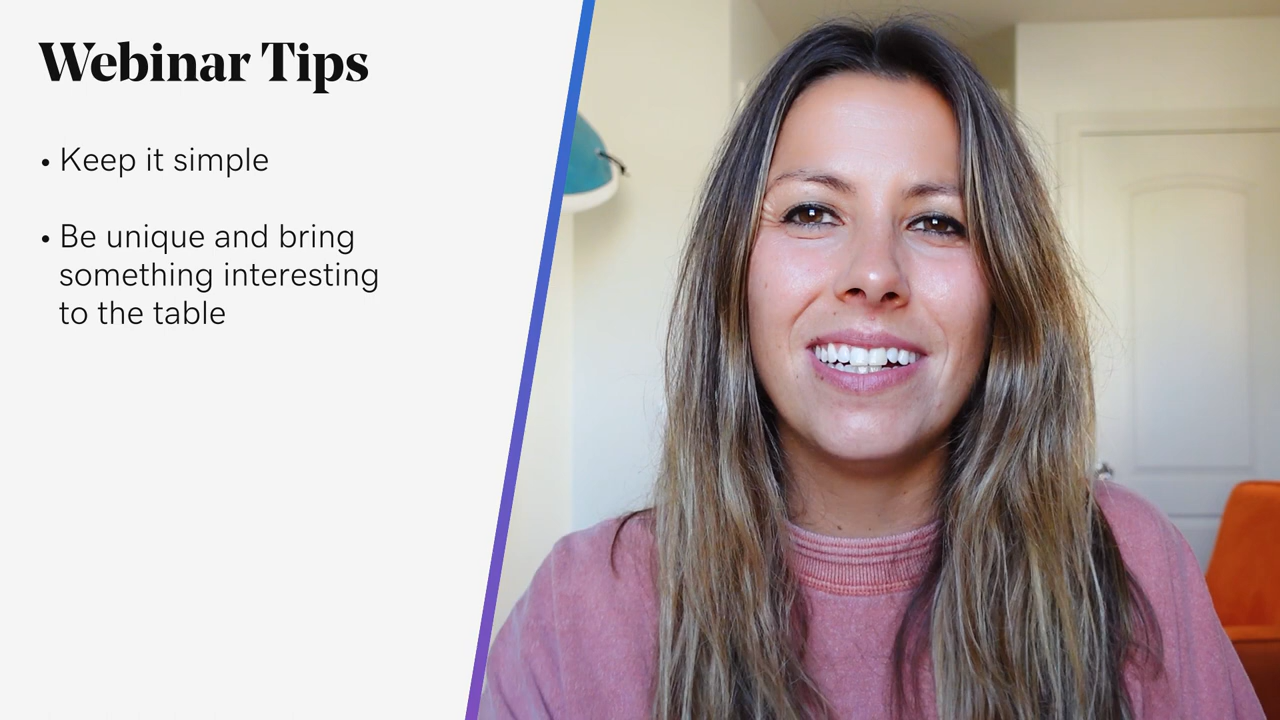 Webinar Tips
• Keep it simple
• Be unique and bring
something interesting
to the table